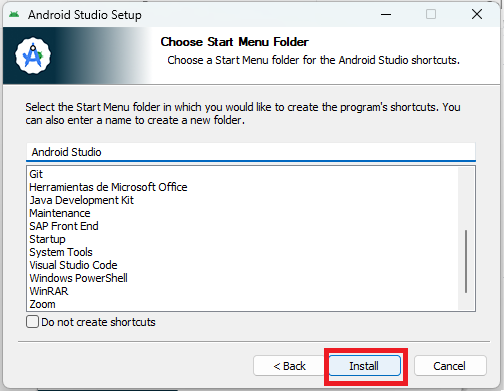 Android Studio Setup
Choose Start Menu Folder
Choose a Start Menu folder for the Android Studio shortcuts.
Select the Start Menu folder in which you would like to create the program's shortcuts. You
can also enter a name to create a new folder.
Android Studio
Git
Herramientas de Microsoft Office
Java Development Kit
Maintenance
SAP Front End
Startup
System Tools
Visual Studio Code
Windows PowerShell
WinRAR
Zoom
Do not create shortcuts
< Back
Install
Cancel